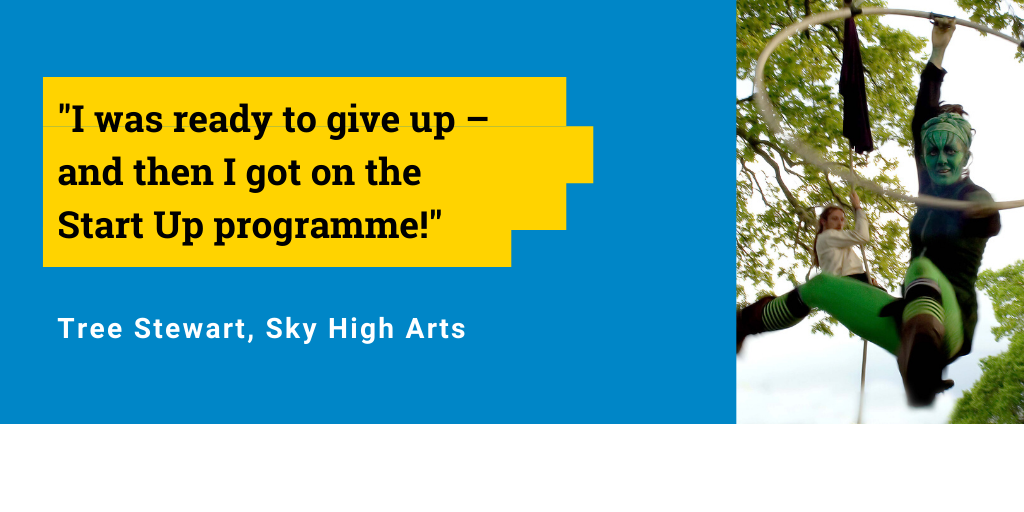 "I was ready to give up –
and then I got on the
Start Up programme!"
Tree Stewart, Sky High Arts